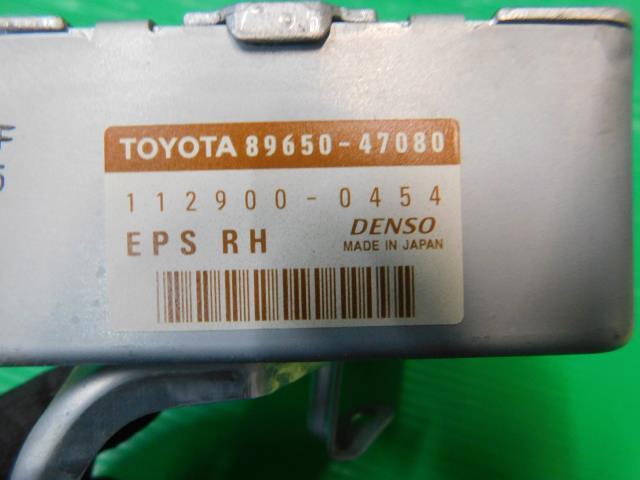 TOYOTA 89650-47080
112900-0454
EPS RH
DENSO
MADE IN JAPAN